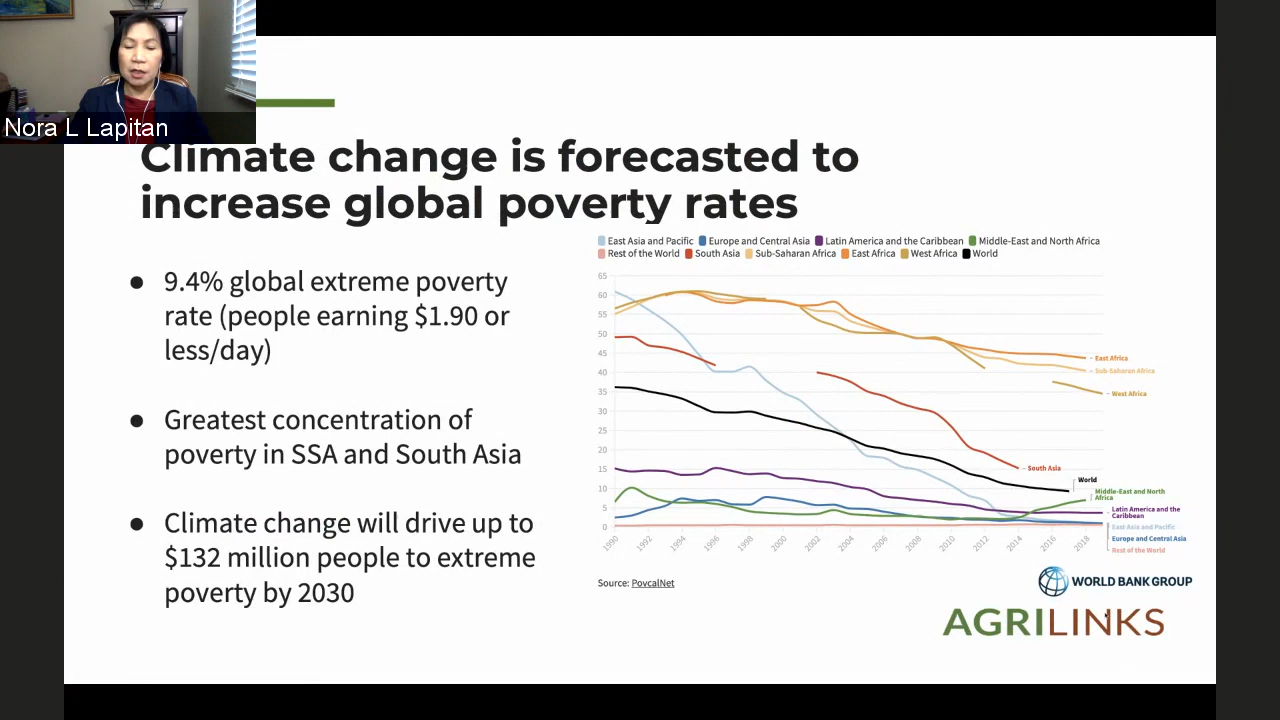 Nora L Lapitan
Climate change is forecasted to
increase global poverty rates
● 9.4% global extreme poverty
rate (people earning $1.90 or
less/day)
● Greatest concentration of
poverty in SSA and South Asia
● Climate change will drive up to
$132 million people to extreme
poverty by 2030
East Asia and Pacific Europe and Central Asia Latin America and the Caribbean Middle-East and North Africa
Rest of the World South Asia Sub-Saharan Africa East Africa West Africa World
65
60
55
50
45
40
35
30
25
20
15
10
5
0
1990 1992 1994 1996 1998 2000 2002 2004 2006 2008 2010 2012 2014 2016 2018
East Africa
Sub-Saharan Africa
West Africa
South Asia
World
Middle-East and North
Africa
Latin America and the
Caribbean
East Asia and Pacific
Europe and Central Asia
Rest of the World
Source: PovcalNet
WORLD BANK GROUP
AGRILINKS